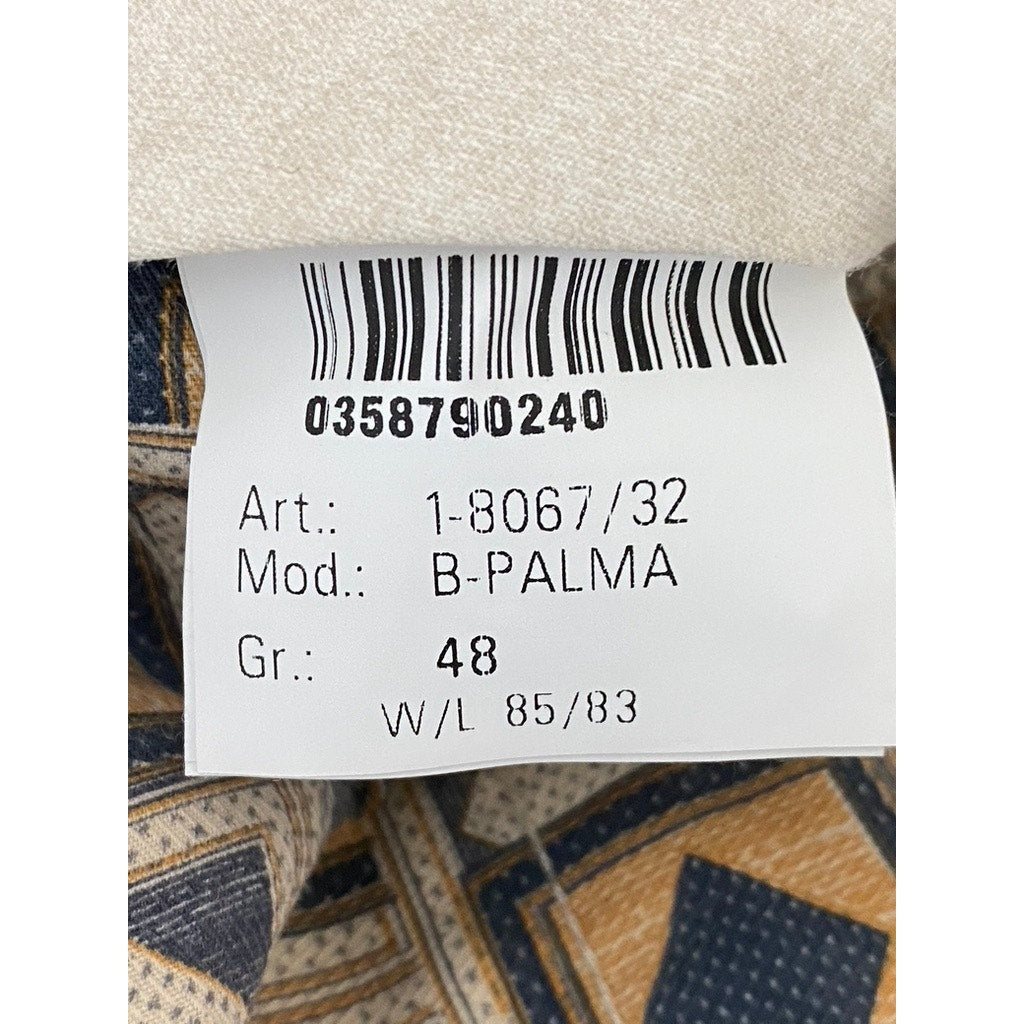 0358790240
Art.: 1-8067/32
Mod.: B-PALMA
Gr.: 48
W/L 85/83